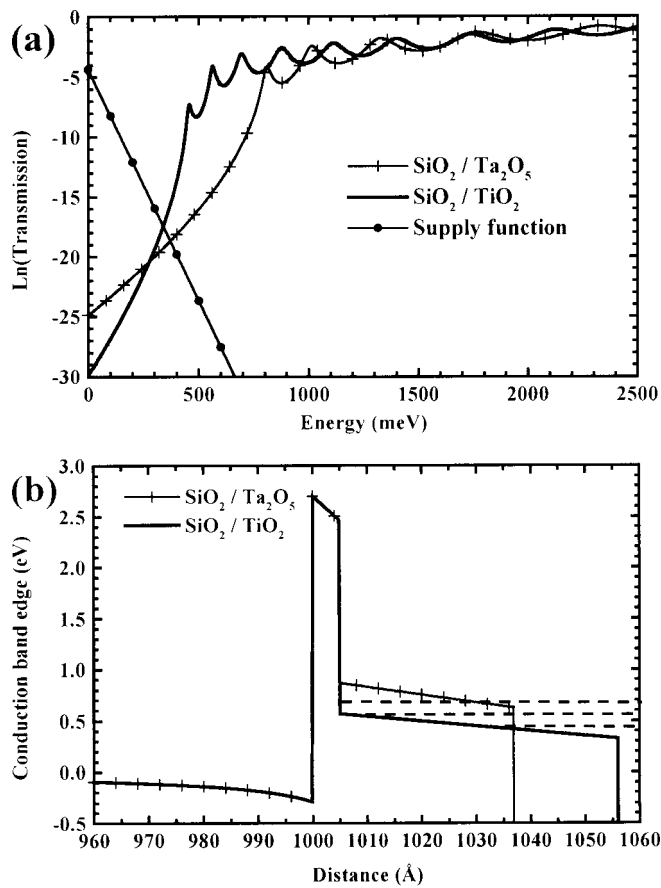 (a)
Ln(Transmission)
0
-5
-10
-15
-20
-25
-30
SiO₂ / Ta₂O₅
SiO₂ / TiO₂
Supply function
0 500 1000 1500 2000 2500
Energy (meV)
(b)
Conduction band edge (eV)
3.0
2.5
2.0
1.5
1.0
0.5
0.0
-0.5
SiO₂ / Ta₂O₅
SiO₂ / TiO₂
960 970 980 990 1000 1010 1020 1030 1040 1050 1060
Distance (Å)